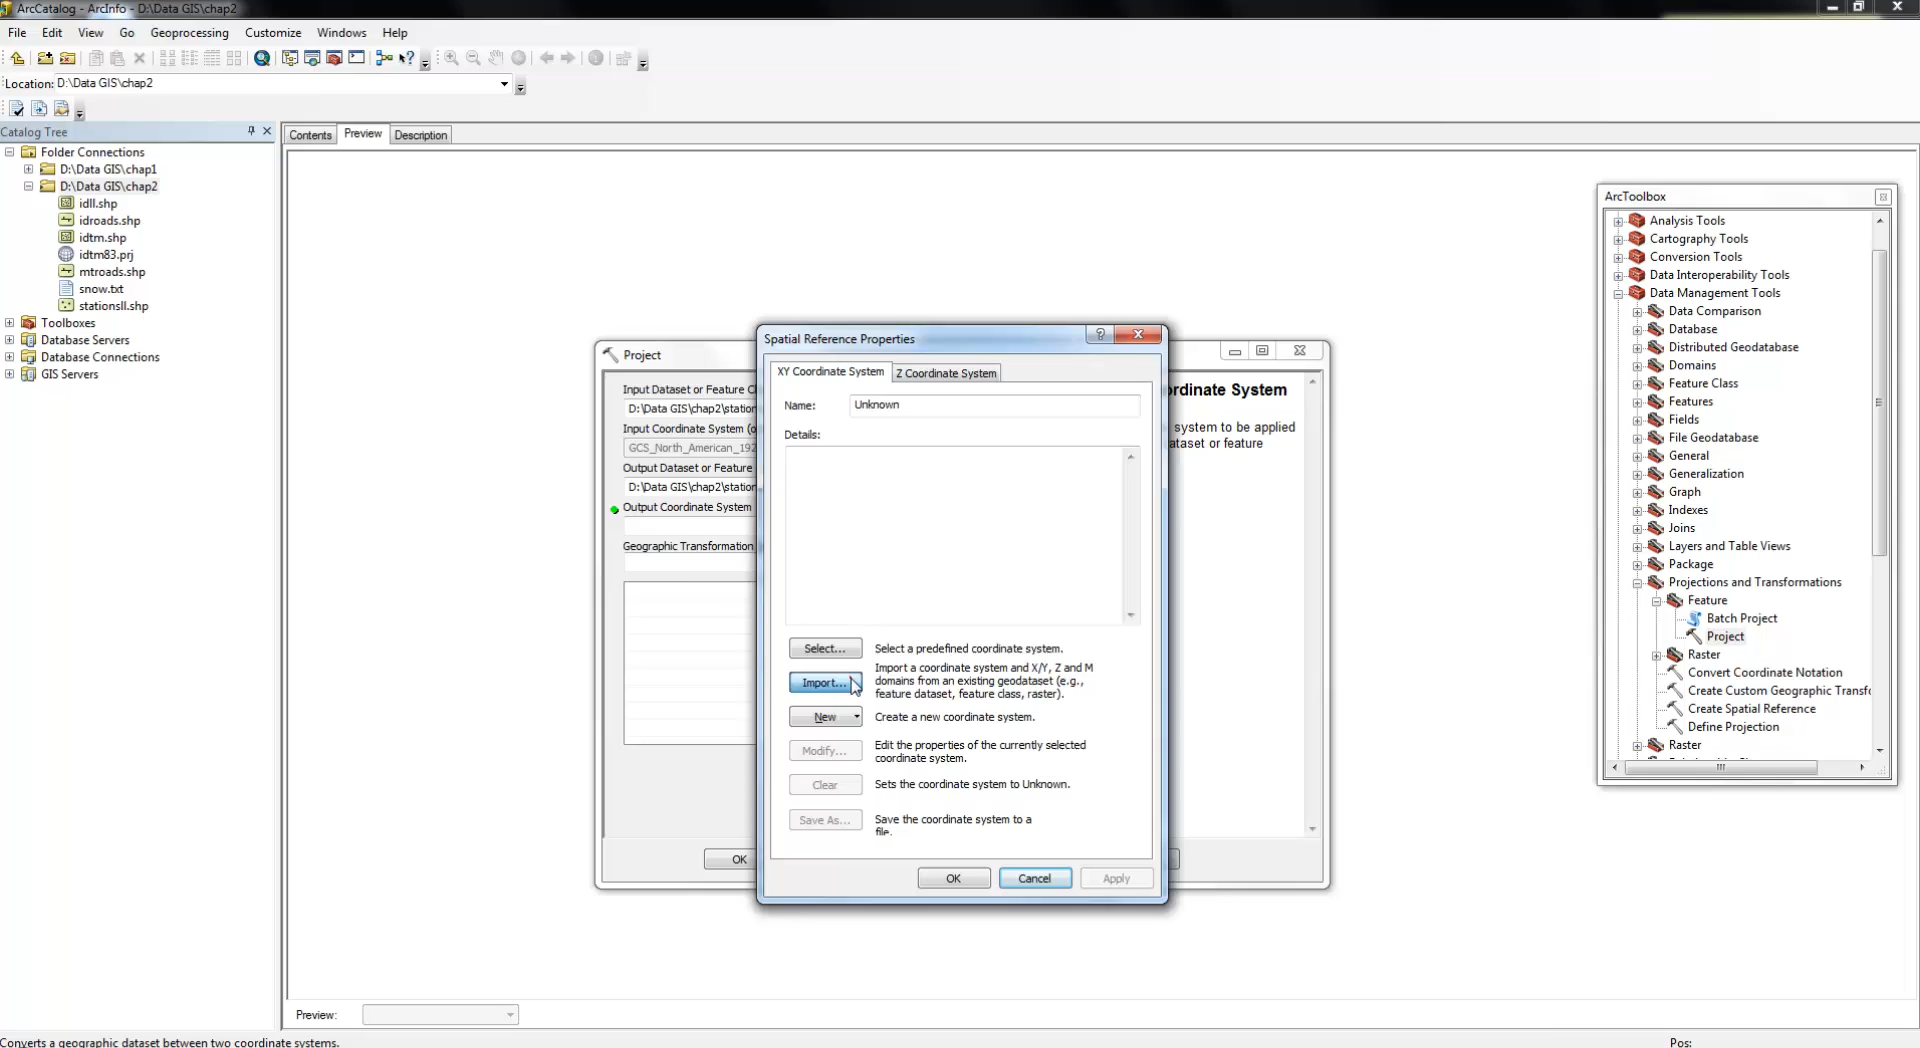 ArcCatalog - ArcInfo - D:\Data GIS\chap2
File Edit View Go Geoprocessing Customize Windows Help
Location: D:\Data GIS\chap2
Catalog Tree
Folder Connections
D:\Data GIS\chap1
D:\Data GIS\chap2
idll.shp
idroads.shp
idtm.shp
idtm83.prj
mtroads.shp
snow.txt
stationsll.shp
Toolboxes
Database Servers
Database Connections
GIS Servers
Contents Preview Description
Project
Input Dataset or Feature C
D:\Data GIS\chap2\station
Input Coordinate System (o
GCS_North_American_192
Output Dataset or Feature
D:\Data GIS\chap2\station
Output Coordinate System
Geographic Transformation
OK
rdinate System
system to be applied
ataset or feature
Spatial Reference Properties
XY Coordinate System Z Coordinate System
Name: Unknown
Details:
Select... Select a predefined coordinate system.
Import... Import a coordinate system and X/Y, Z and M
domains from an existing geodataset (e.g.,
feature dataset, feature class, raster).
New Create a new coordinate system.
Modify... Edit the properties of the currently selected
coordinate system.
Clear Sets the coordinate system to Unknown.
Save As... Save the coordinate system to a
file.
OK Cancel Apply
ArcToolbox
Analysis Tools
Cartography Tools
Conversion Tools
Data Interoperability Tools
Data Management Tools
Data Comparison
Database
Distributed Geodatabase
Domains
Feature Class
Features
Fields
File Geodatabase
General
Generalization
Graph
Indexes
Joins
Layers and Table Views
Package
Projections and Transformations
Feature
Batch Project
Project
Raster
Convert Coordinate Notation
Create Custom Geographic Transfo
Create Spatial Reference
Define Projection
Raster
Preview:
Converts a geographic dataset between two coordinate systems.
Pos: